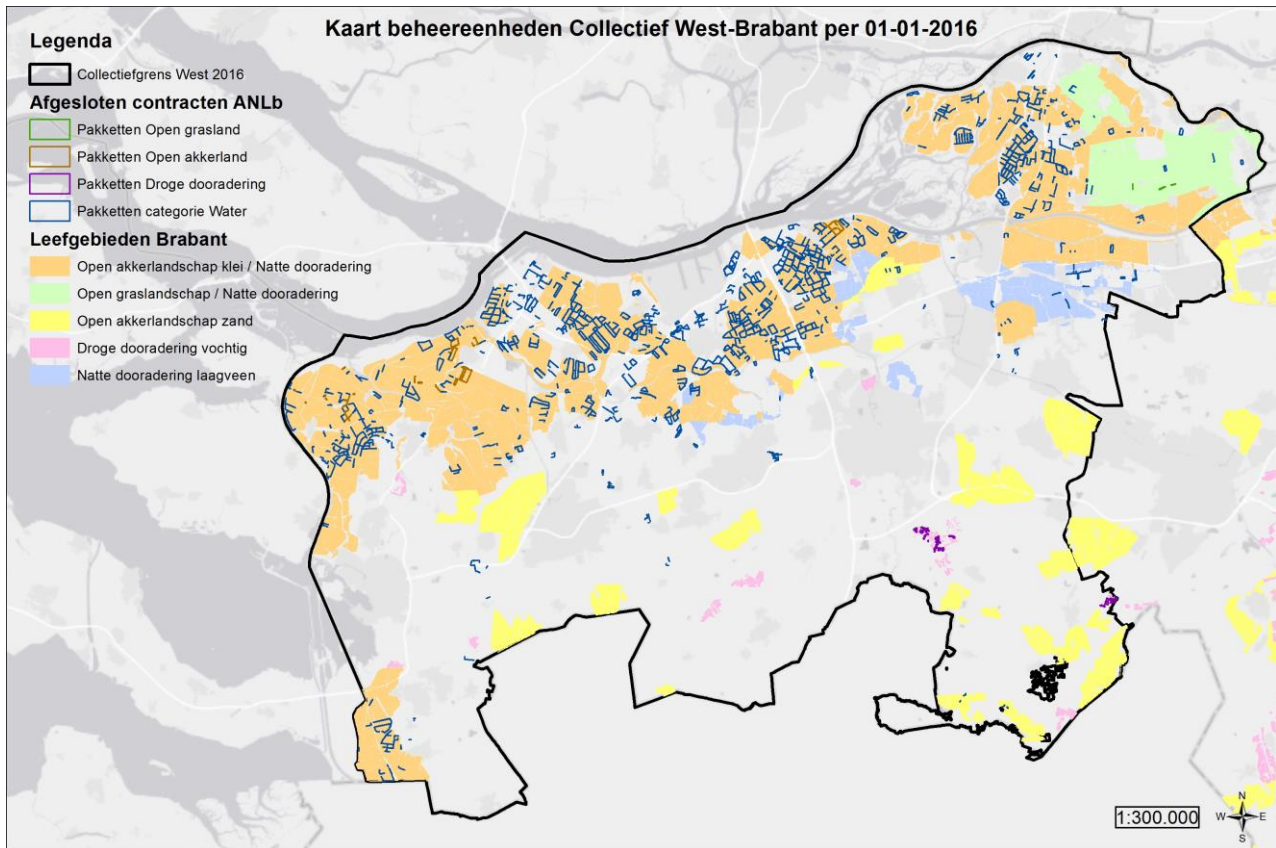 Kaart beheereenheden Collectief West-Brabant per 01-01-2016
Legenda
Collectiefgrens West 2016
Afgesloten contracten ANLb
Pakketten Open grasland
Pakketten Open akkerland
Pakketten Droge dooradering
Pakketten categorie Water
Leefgebieden Brabant
Open akkerlandschap klei / Natte dooradering
Open graslandschap / Natte dooradering
Open akkerlandschap zand
Droge dooradering vochtig
Natte dooradering laagveen
1:300.000
N
W E
S